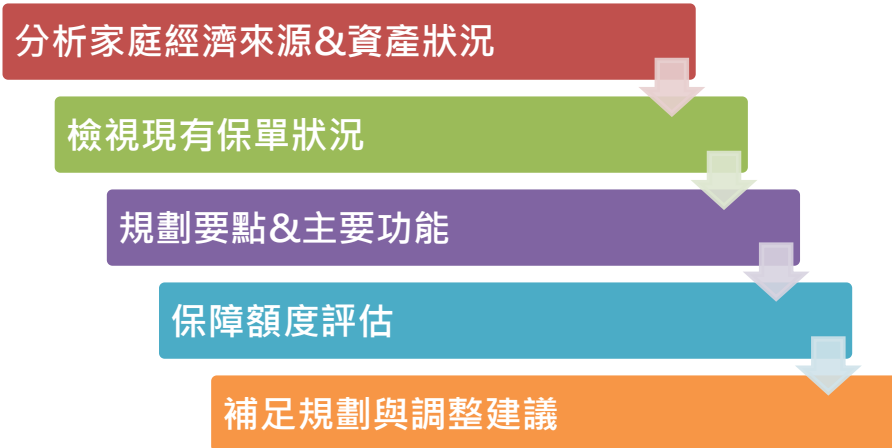 分析家庭經濟來源&資產狀況
檢視現有保單狀況
規劃要點&主要功能
保障額度評估
補足規劃與調整建議